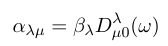 α_{λμ} = β_λ D^λ_{μ0}(ω)